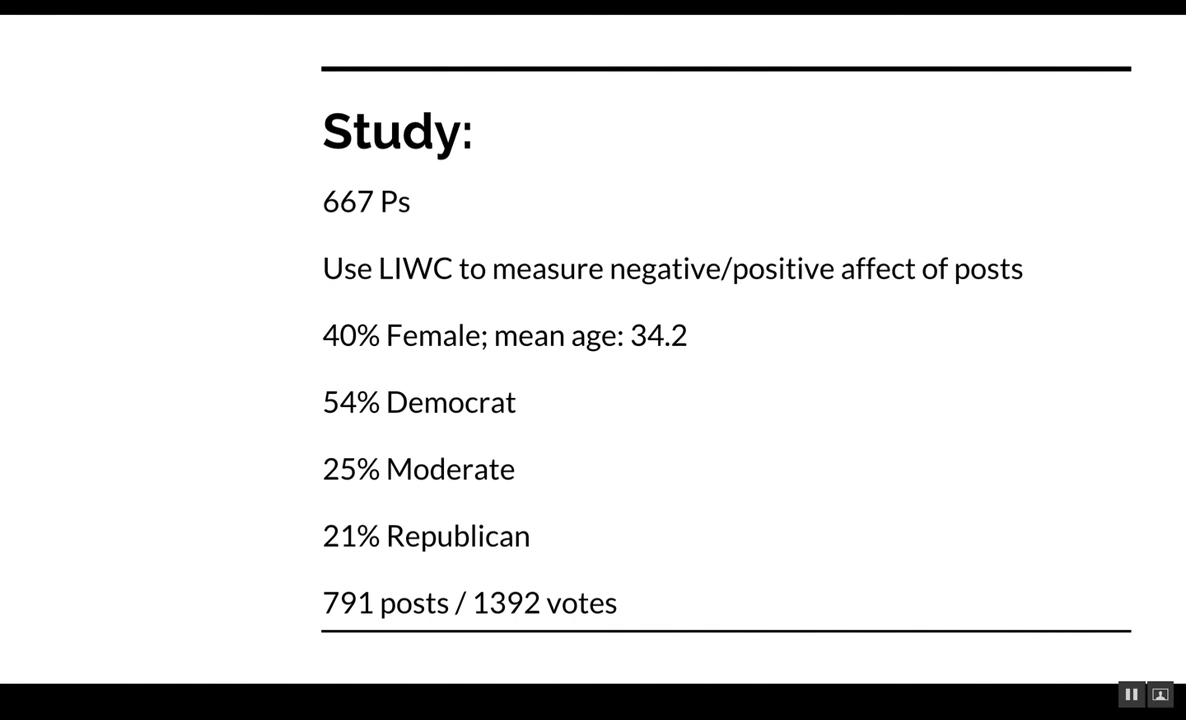 Study:
667 Ps
Use LIWC to measure negative/positive affect of posts
40% Female; mean age: 34.2
54% Democrat
25% Moderate
21% Republican
791 posts / 1392 votes